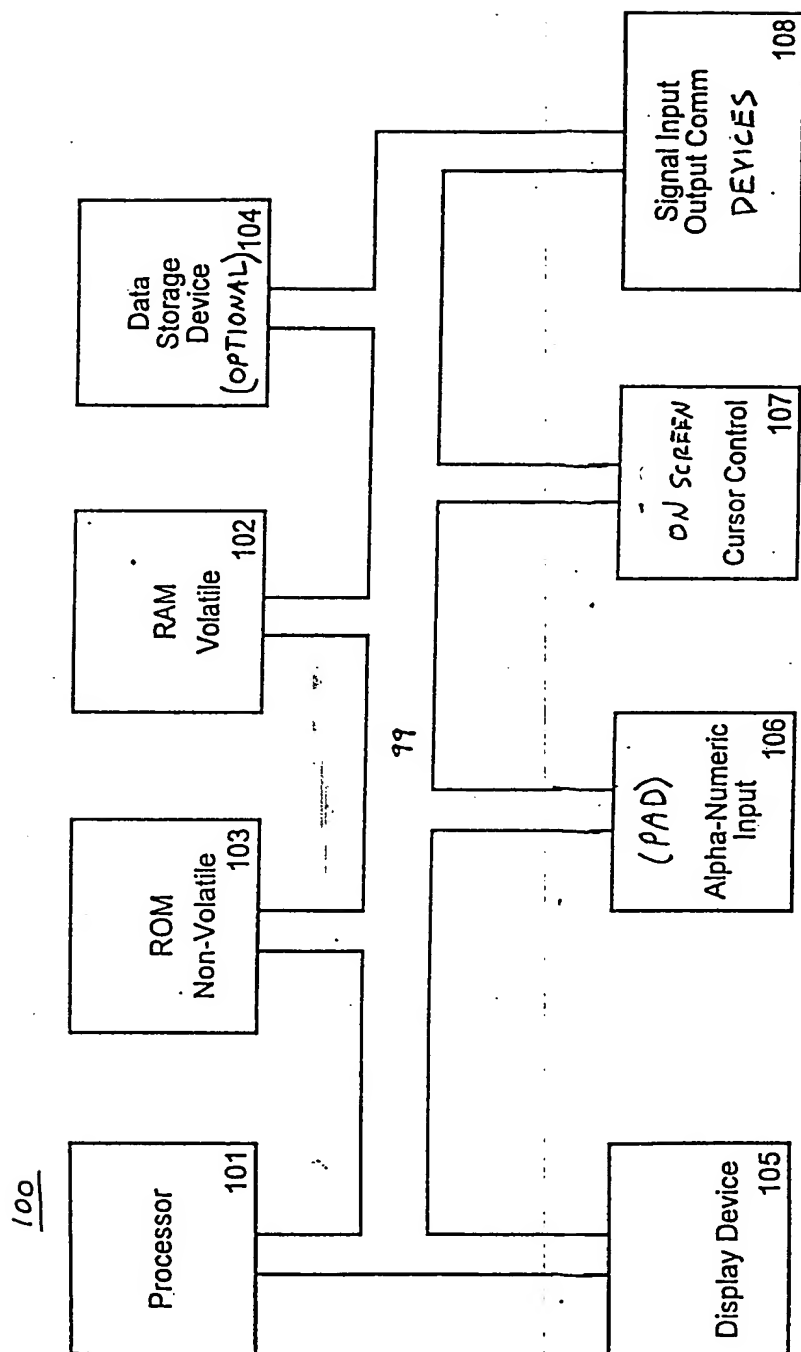 100
Processor
101
ROM
Non-Volatile
103
RAM
Volatile
102
Data
Storage
Device
(OPTIONAL)
104
99
Display Device
105
(PAD)
Alpha-Numeric
Input
106
ON SCREEN
Cursor Control
107
Signal Input
Output Comm
DEVICES
108